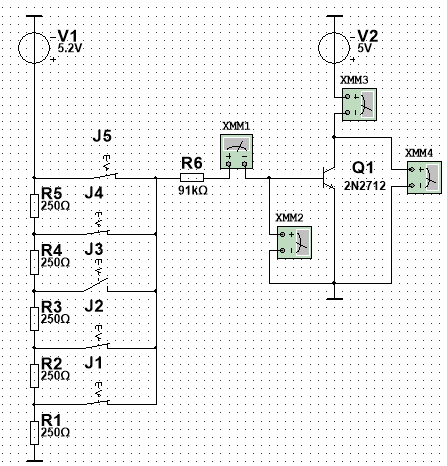 V1
5.2V
V2
5V
XMM3
J5
XMM1
R6
91kΩ
XMM4
Q1
2N2712
R5
250Ω
J4
XMM2
R4
250Ω
J3
R3
250Ω
J2
R2
250Ω
J1
R1
250Ω